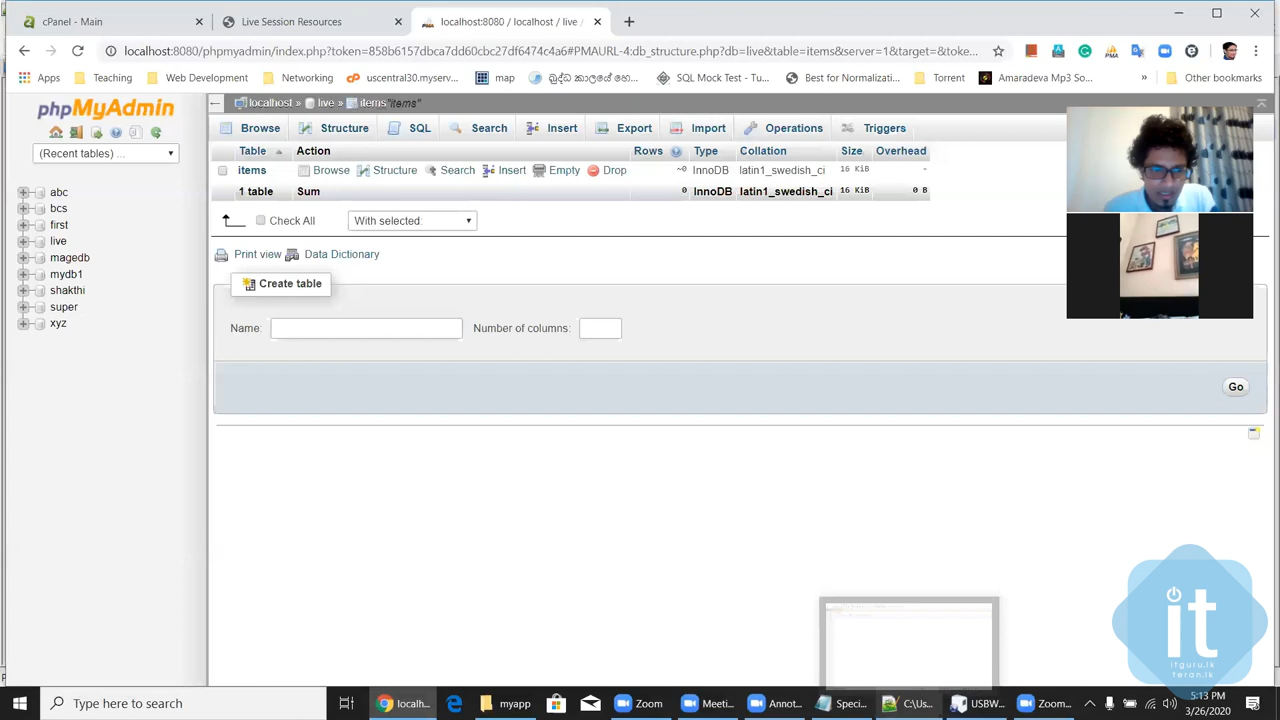 cPanel - Main
Live Session Resources
localhost:8080 / localhost / live /
localhost:8080/phpmyadmin/index.php?token=858b6157dbca7dd60cbc27df6474c4a6#PMAURL-4:db_structure.php?db=live&table=items&server=1&target=&toke...
Apps
Teaching
Web Development
Networking
uscentral30.myserv...
map
බුද්ධ කාලයේ හෙ...
SQL Mock Test - Tu...
Best for Normalizati...
Torrent
Amaradeva Mp3 So...
»
Other bookmarks
phpMyAdmin
(Recent tables) ...
abc
bcs
first
live
magedb
mydb1
shakthi
super
xyz
localhost » live » items "items"
Browse Structure SQL Search Insert Export Import Operations Triggers
Table Action Rows Type Collation Size Overhead
items Browse Structure Search Insert Empty Drop ~0 InnoDB latin1_swedish_ci 16 KiB -
1 table Sum 0 InnoDB latin1_swedish_ci 16 KiB 0 B
Check All With selected:
Print view Data Dictionary
Create table
Name: Number of columns:
Go
it
itguru.lk
teran.lk
Type here to search
localh...
myapp
Zoom
Meeti...
Annot...
Speci...
C:\Us...
USBW...
Zoom...
5:13 PM
3/26/2020